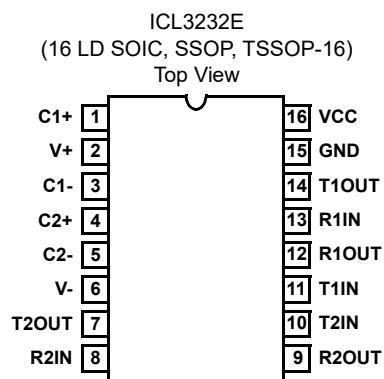 ICL3232E
(16 LD SOIC, SSOP, TSSOP-16)
Top View
C1+ 1 16 VCC
V+ 2 15 GND
C1- 3 14 T1OUT
C2+ 4 13 R1IN
C2- 5 12 R1OUT
V- 6 11 T1IN
T2OUT 7 10 T2IN
R2IN 8 9 R2OUT